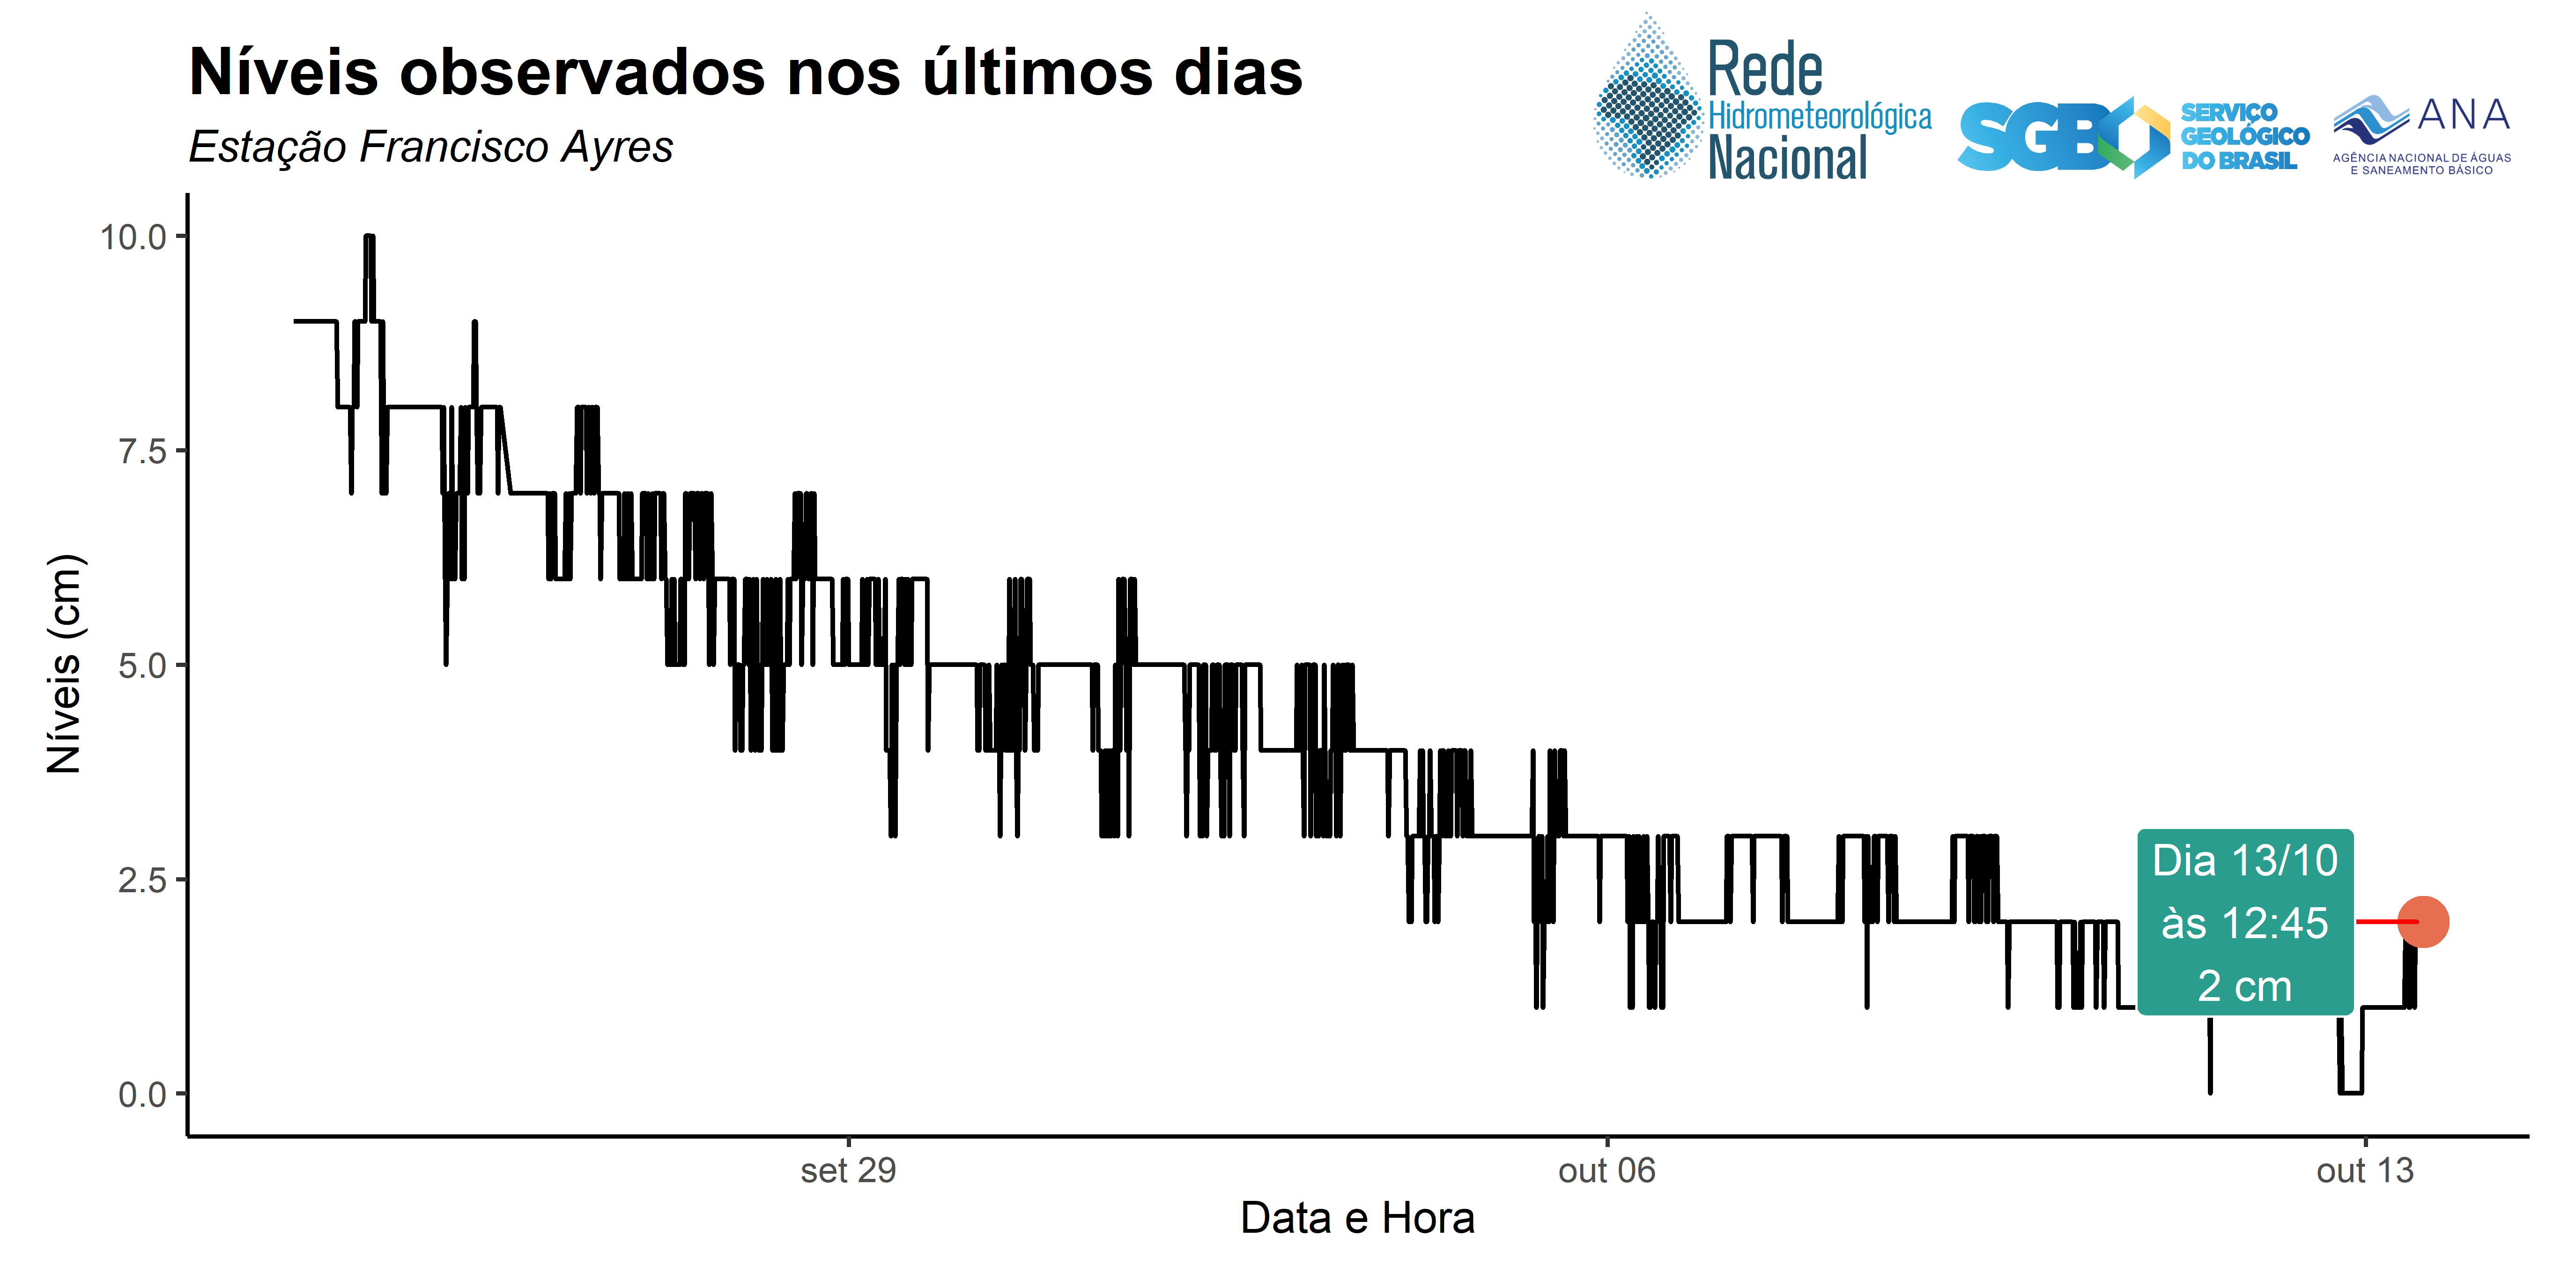 Níveis observados nos últimos dias
Estação Francisco Ayres
Rede
Hidrometeorológica
Nacional
SGB
SERVIÇO
GEOLÓGICO
DO BRASIL
ANA
AGÊNCIA NACIONAL DE ÁGUAS
E SANEAMENTO BÁSICO
Níveis (cm)
10.0
7.5
5.0
2.5
0.0
Dia 13/10
às 12:45
2 cm
set 29
out 06
out 13
Data e Hora